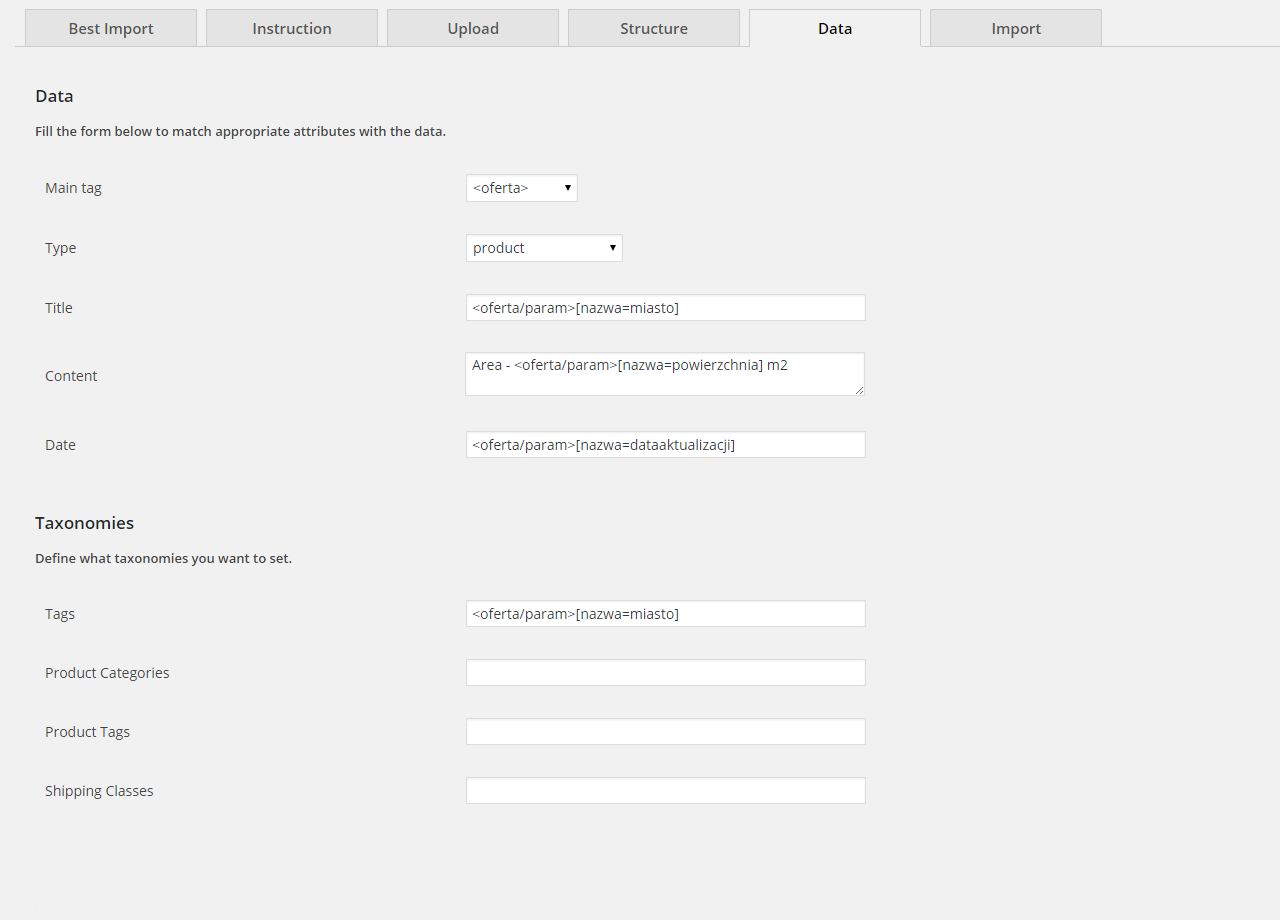 Best Import Instruction Upload Structure Data Import
Data
Fill the form below to match appropriate attributes with the data.
Main tag <oferta>
Type product
Title <oferta/param>[nazwa=miasto]
Content Area - <oferta/param>[nazwa=powierzchnia] m2
Date <oferta/param>[nazwa=dataaktualizacji]
Taxonomies
Define what taxonomies you want to set.
Tags <oferta/param>[nazwa=miasto]
Product Categories
Product Tags
Shipping Classes